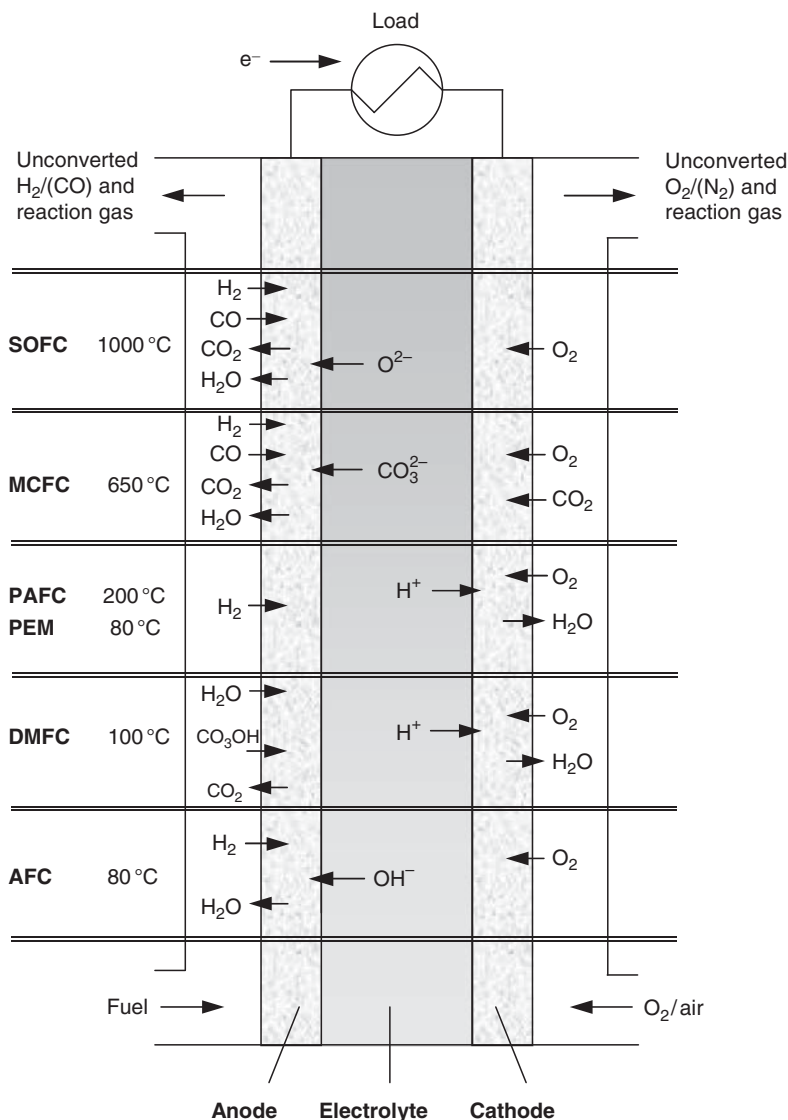 Load
e⁻
Unconverted
H₂/(CO) and
reaction gas
Unconverted
O₂/(N₂) and
reaction gas
SOFC 1000 °C
H₂
CO
CO₂
H₂O
O²⁻
O₂
MCFC 650 °C
H₂
CO
CO₂
H₂O
CO₃²⁻
O₂
CO₂
PAFC 200 °C
PEM 80 °C
H₂
H⁺
O₂
H₂O
DMFC 100 °C
H₂O
CO₃OH
CO₂
H⁺
O₂
H₂O
AFC 80 °C
H₂
H₂O
OH⁻
O₂
Fuel
O₂/air
Anode Electrolyte Cathode